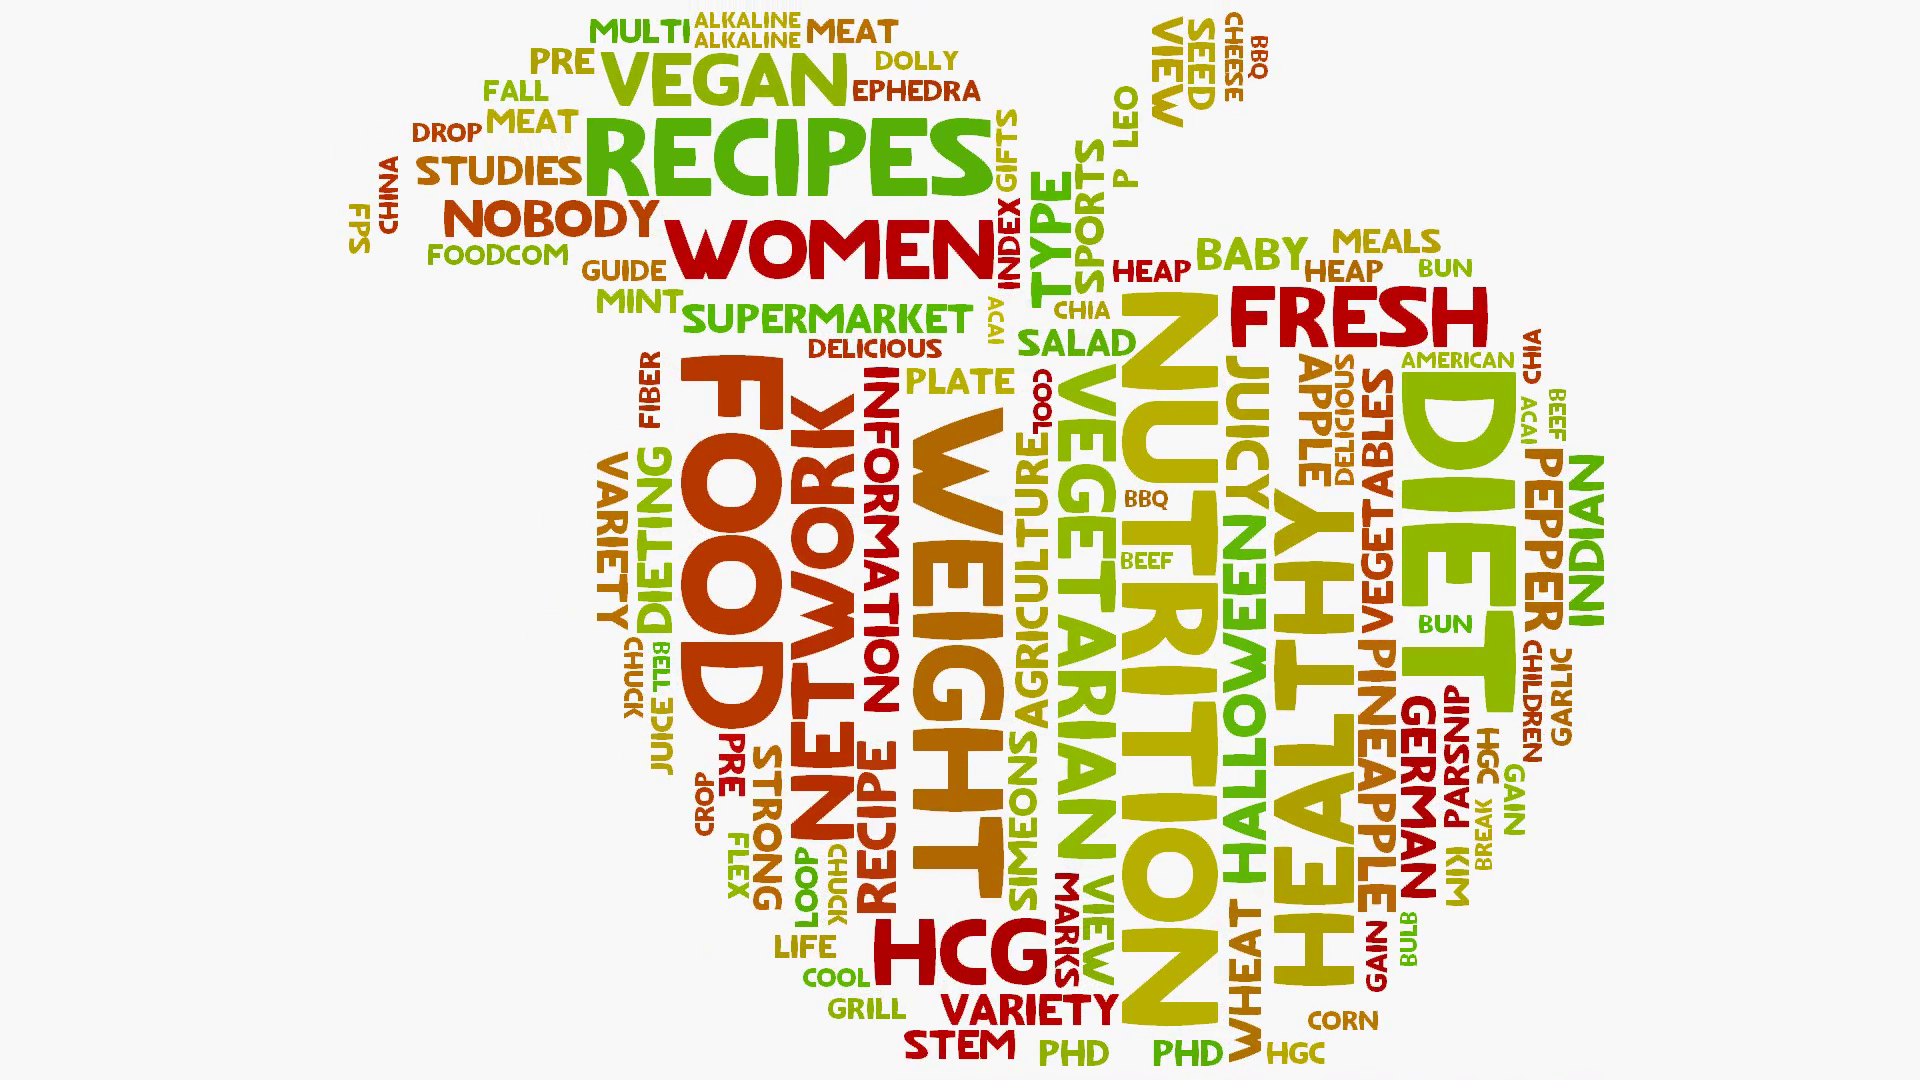 MULTI
ALKALINE
ALKALINE
MEAT
PRE
VEGAN
DOLLY
FALL
EPHEDRA
DROP
MEAT
RECIPES
GIFTS
STUDIES
CHINA
FPS
NOBODY
WOMEN
INDEX
FOODCOM
GUIDE
MINT
SUPERMARKET
ACAI
DELICIOUS
TYPE
SPORTS
P LEO
VIEW
SEED
CHEESE
BBQ
HEAP
BABY
MEALS
HEAP
BUN
CHIA
FRESH
SALAD
AMERICAN
PLATE
FIBER
VARIETY
DIETING
CHUCK
BELL
JUICE
FOOD
NETWORK
INFORMATION
WEIGHT
COOL
AGRICULTURE
VEGETARIAN
NUTRITION
BBQ
BEEF
JUICY
HALLOWEEN
APPLE
DELICIOUS
HEALTHY
VEGETABLES
PINNEAPPLE
DIET
BUN
CHIA
ACAI
BEEF
PEPPER
INDIAN
CHILDREN
GARLIC
GERMAN
PARSNIP
HGC
GAIN
BREAK
KIM
BULB
GAIN
PRE
CROP
STRONG
FLEX
LOOP
CHUCK
RECIPE
SIMEONS
MARKS
VIEW
WHEAT
LIFE
HCG
COOL
GRILL
VARIETY
STEM
PHD
PHD
HGC
CORN